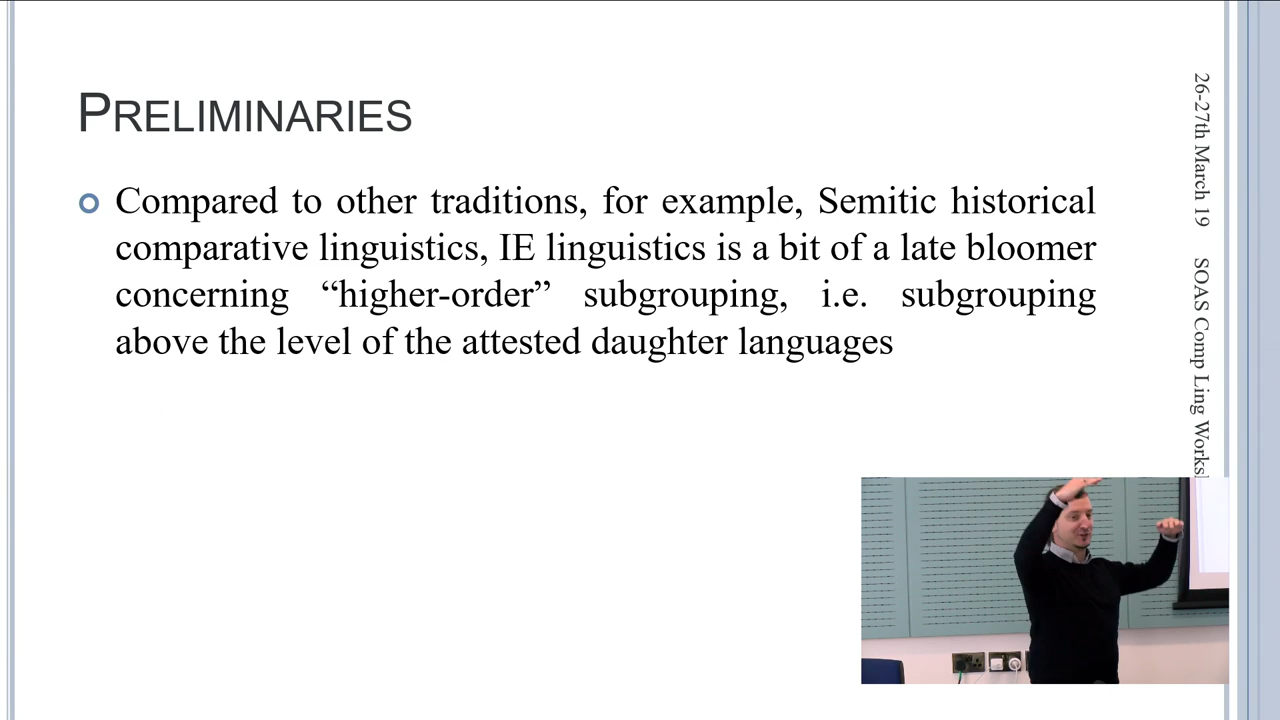 PRELIMINARIES
Compared to other traditions, for example, Semitic historical
comparative linguistics, IE linguistics is a bit of a late bloomer
concerning “higher-order” subgrouping, i.e. subgrouping
above the level of the attested daughter languages
26-27th March 19 SOAS Comp Ling